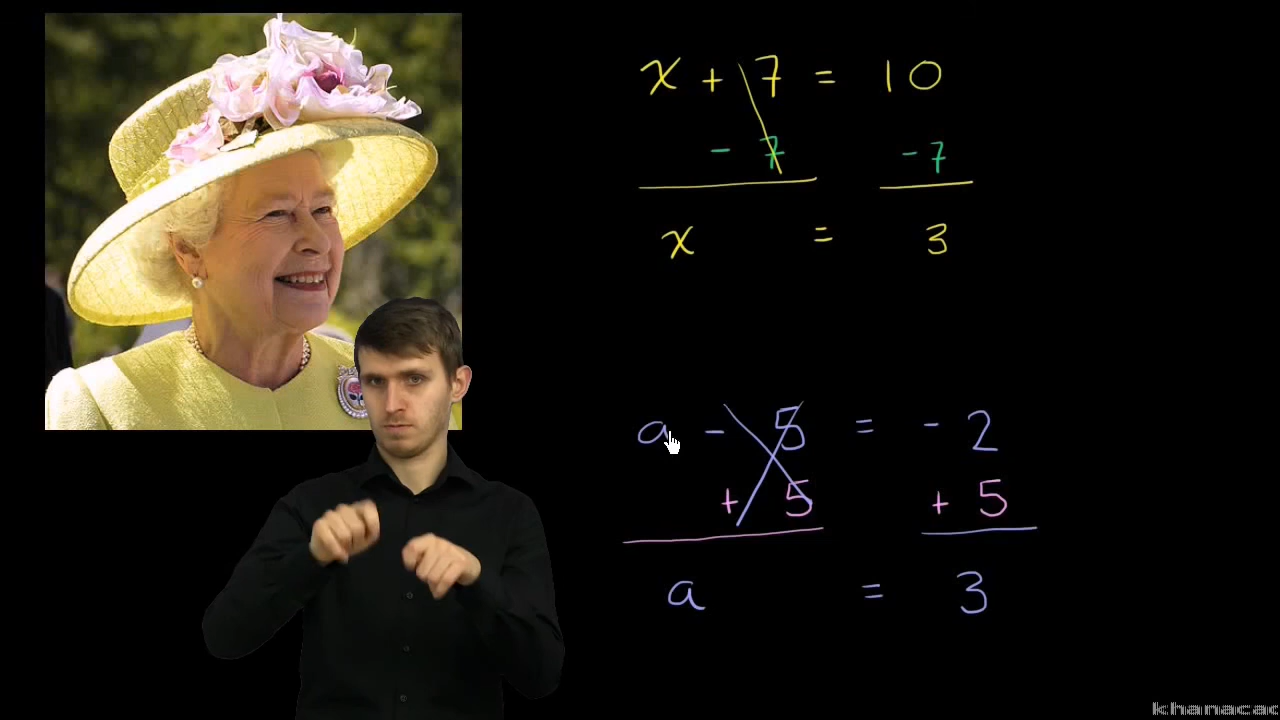 x + 7 = 10
- 7 -7
x = 3
a - 5 = - 2
+ 5 + 5
a = 3
khanacac